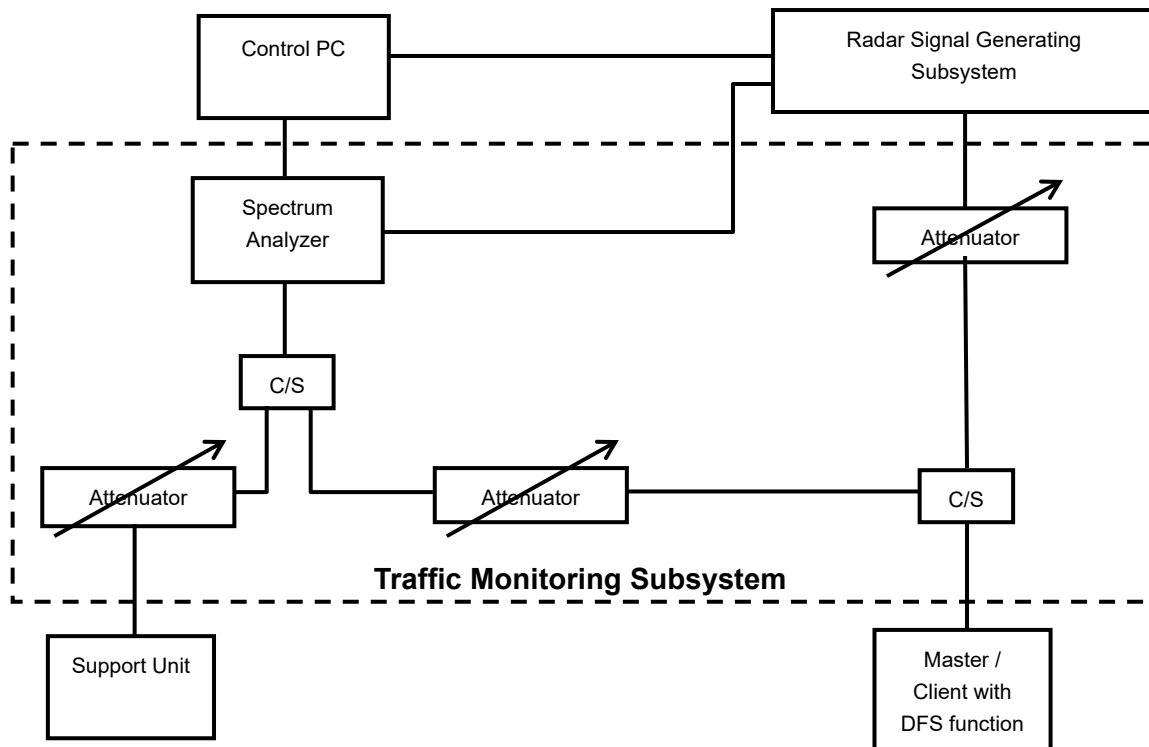 Control PC
Radar Signal Generating
Subsystem
Spectrum
Analyzer
Attenuator
C/S
Attenuator
Attenuator
C/S
Traffic Monitoring Subsystem
Support Unit
Master /
Client with
DFS function